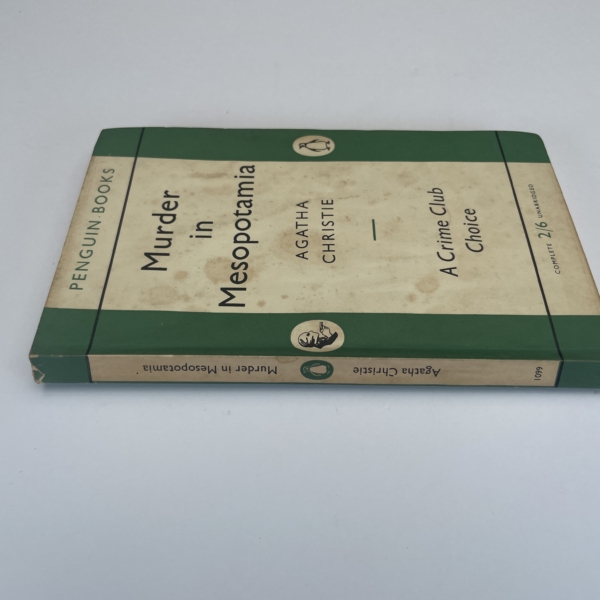 PENGUIN BOOKS
Murder
in
Mesopotamia
AGATHA
CHRISTIE
A Crime Club
Choice
COMPLETE 2/6 UNABRIDGED
Murder in Mesopotamia
Agatha Christie
1099